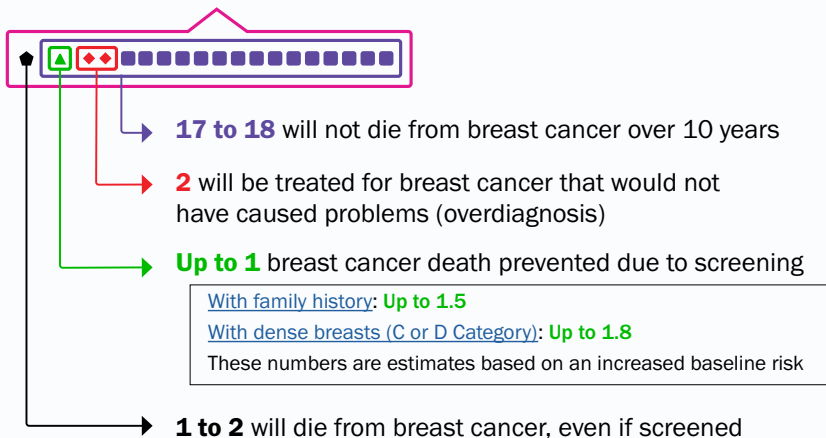 17 to 18 will not die from breast cancer over 10 years
2 will be treated for breast cancer that would not
have caused problems (overdiagnosis)
Up to 1 breast cancer death prevented due to screening
With family history: Up to 1.5
With dense breasts (C or D Category): Up to 1.8
These numbers are estimates based on an increased baseline risk
1 to 2 will die from breast cancer, even if screened